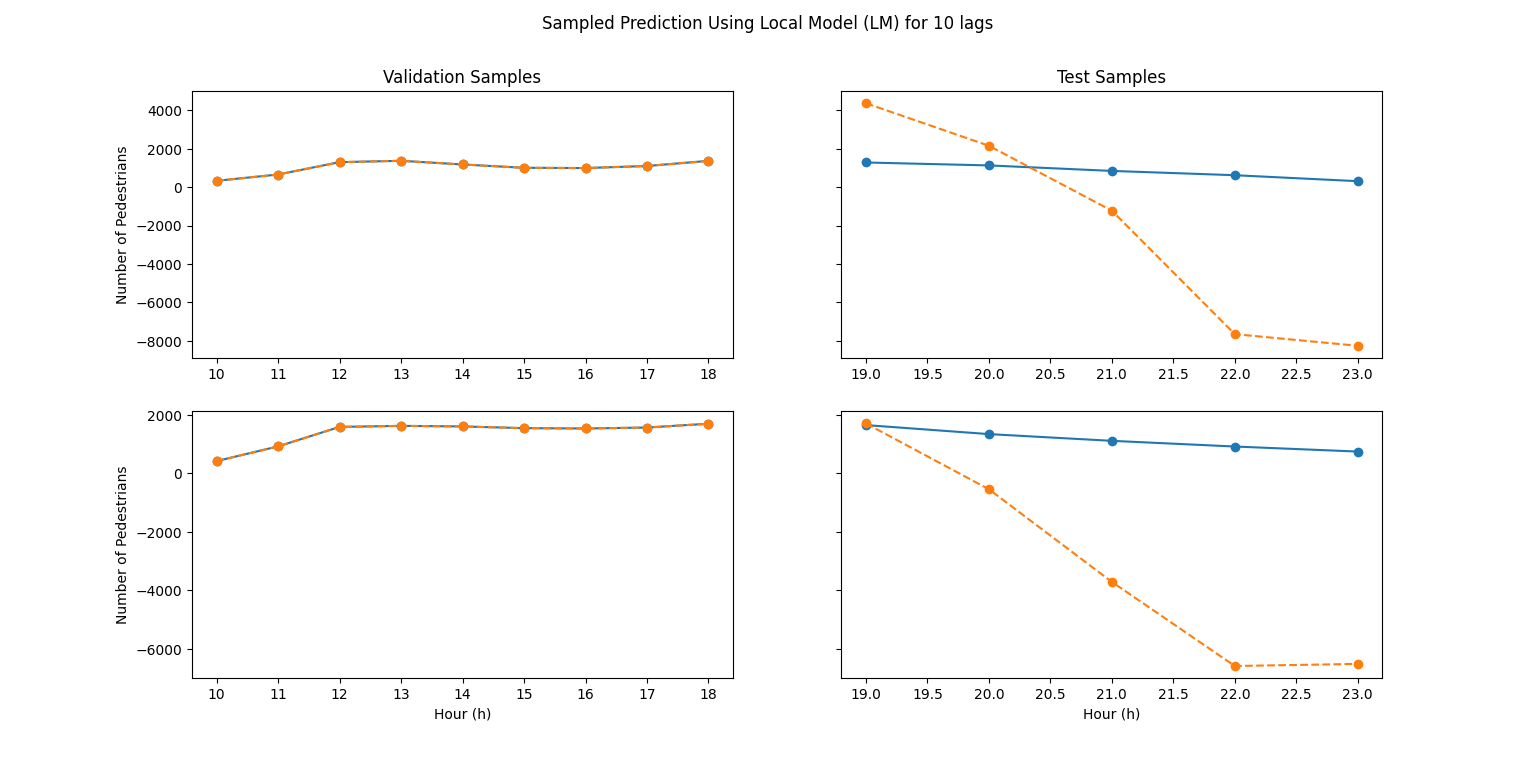 Sampled Prediction Using Local Model (LM) for 10 lags
Validation Samples
Test Samples
Number of Pedestrians
4000
2000
0
−2000
−4000
−6000
−8000
10 11 12 13 14 15 16 17 18
19.0 19.5 20.0 20.5 21.0 21.5 22.0 22.5 23.0
Number of Pedestrians
2000
0
−2000
−4000
−6000
10 11 12 13 14 15 16 17 18
Hour (h)
19.0 19.5 20.0 20.5 21.0 21.5 22.0 22.5 23.0
Hour (h)